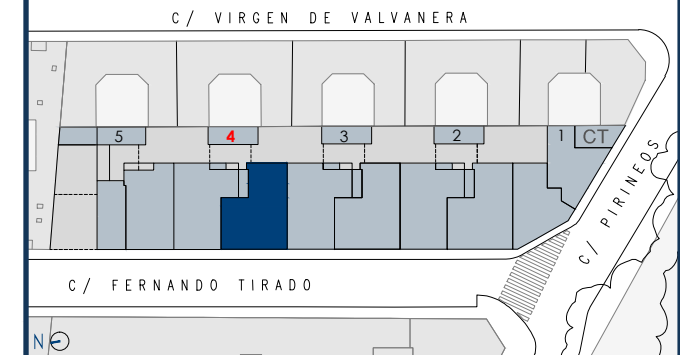 C/ VIRGEN DE VALVANERA
5 4 3 2 1 CT
C/ PIRINEOS
C/ FERNANDO TIRADO
N